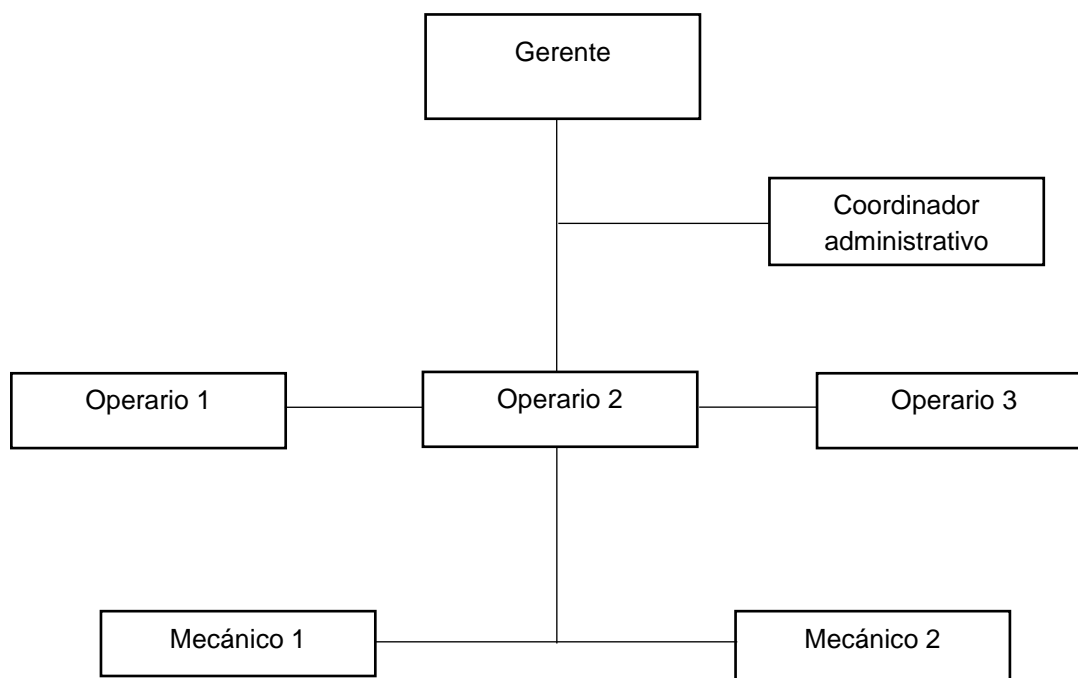 Gerente
Coordinador
administrativo
Operario 1
Operario 2
Operario 3
Mecánico 1
Mecánico 2